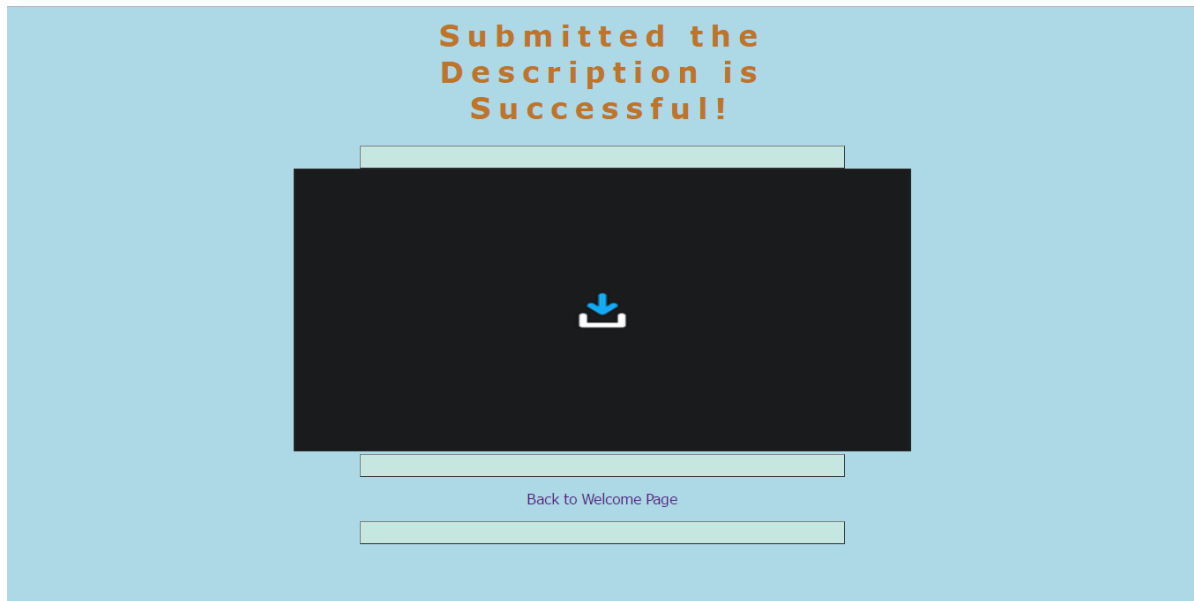 Submitted the
Description is
Successful!
Back to Welcome Page